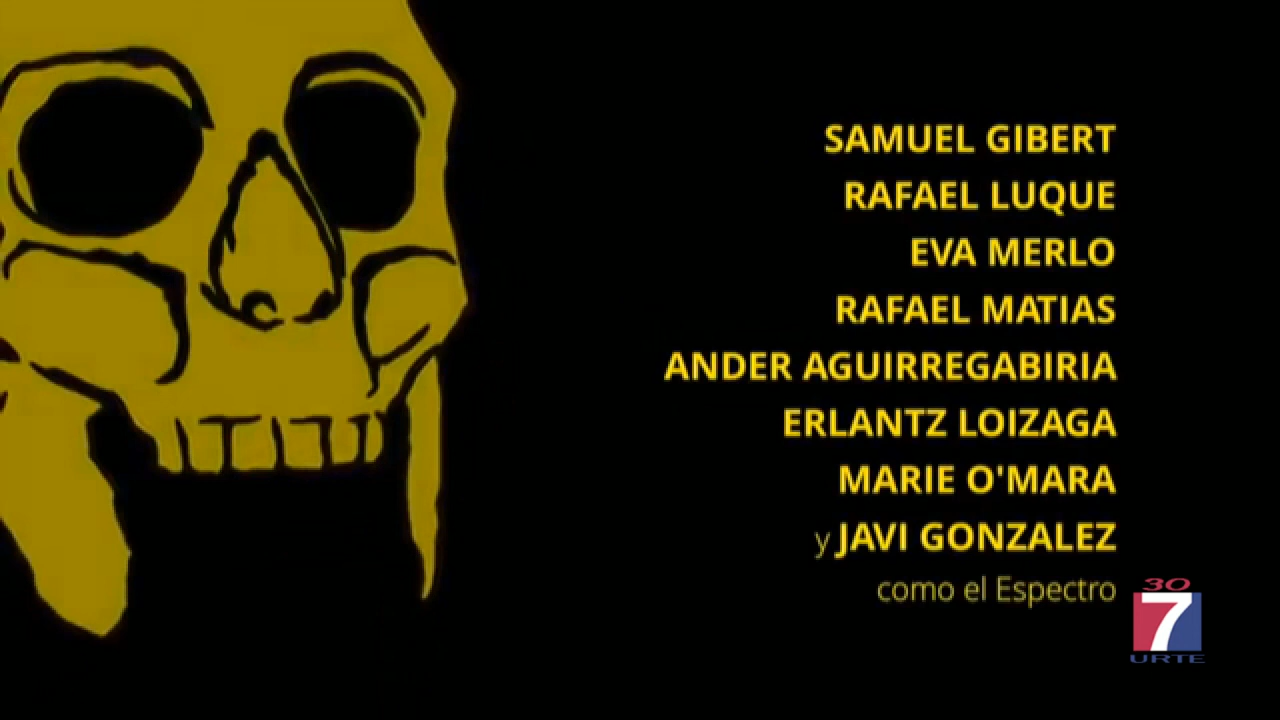 SAMUEL GIBERT
RAFAEL LUQUE
EVA MERLO
RAFAEL MATIAS
ANDER AGUIRREGABIRIA
ERLANTZ LOIZAGA
MARIE O'MARA
y JAVI GONZALEZ
como el Espectro
30
7
URTE